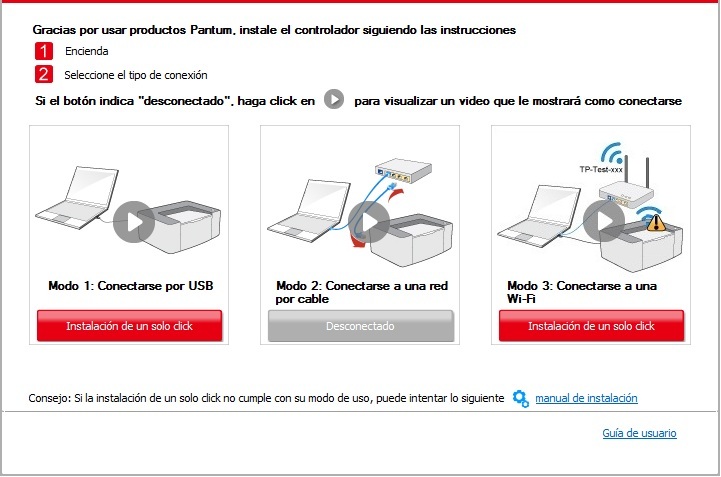 Gracias por usar productos Pantum, instale el controlador siguiendo las instrucciones
1 Encienda
2 Seleccione el tipo de conexión
Si el botón indica "desconectado", haga click en para visualizar un video que le mostrará como conectarse
TP-Test-xxx
Modo 1: Conectarse por USB
Instalación de un solo click
Modo 2: Conectarse a una red
por cable
Desconectado
Modo 3: Conectarse a una
Wi-Fi
Instalación de un solo click
Consejo: Si la instalación de un solo click no cumple con su modo de uso, puede intentar lo siguiente manual de instalación
Guía de usuario